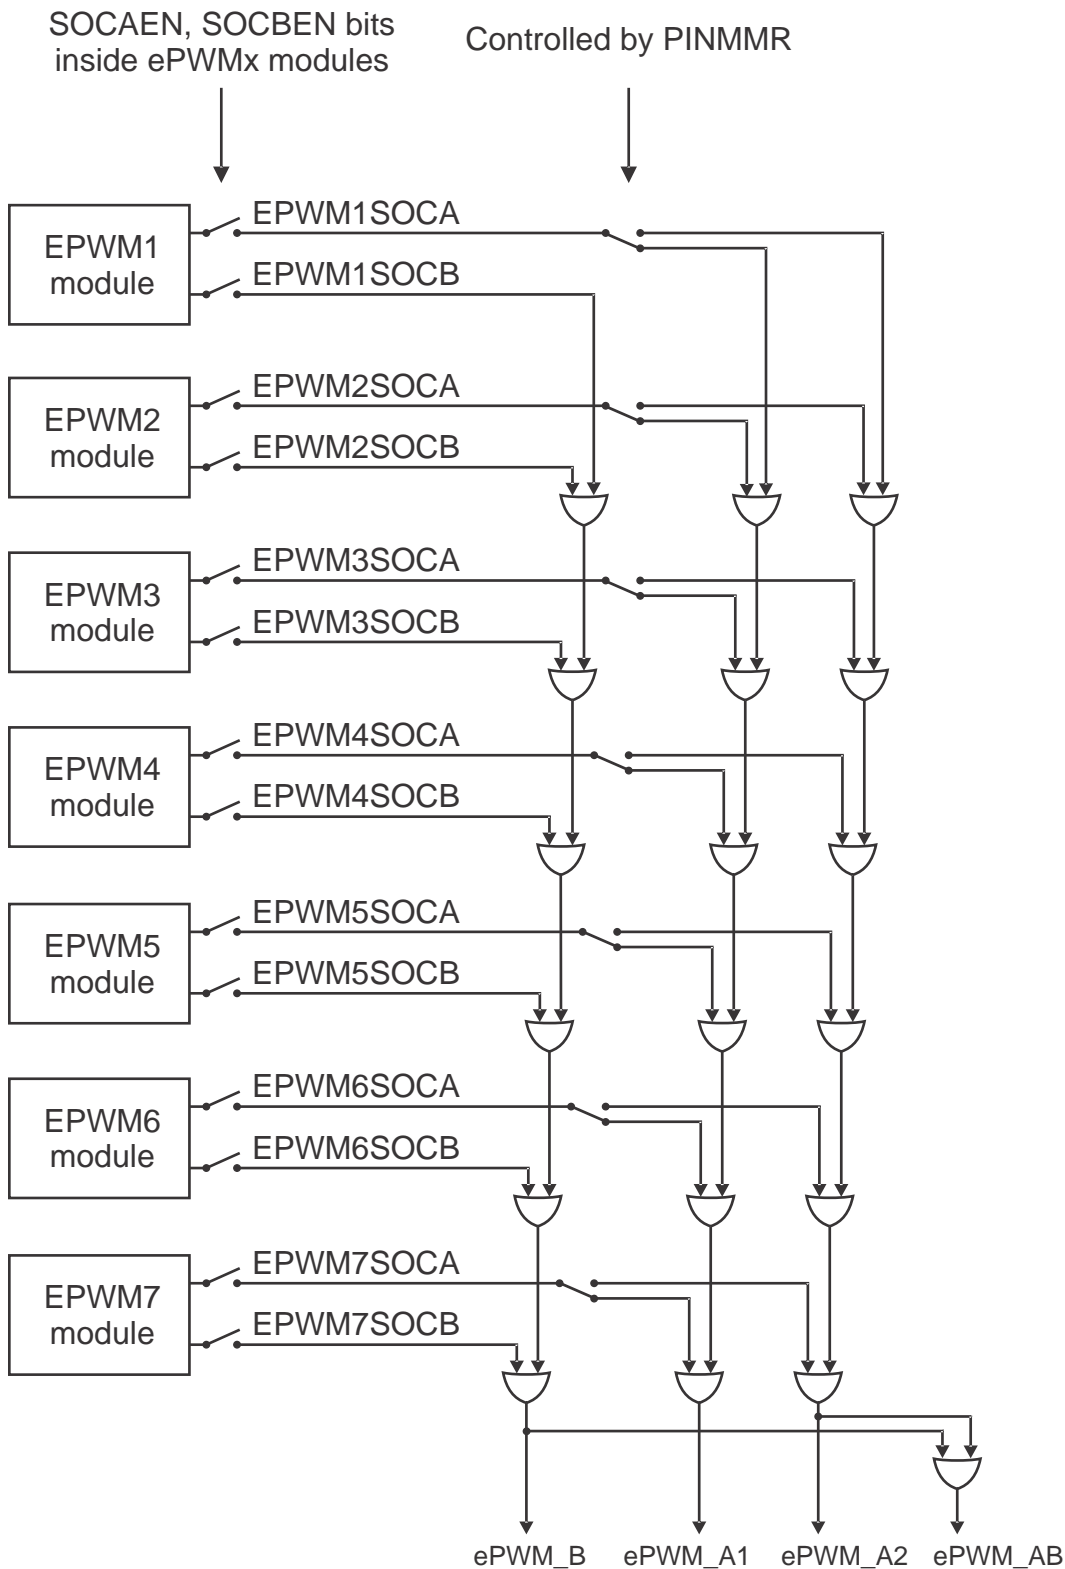 SOCAEN, SOCBEN bits
inside ePWMx modules
Controlled by PINMMR
EPWM1
module
EPWM1SOCA
EPWM1SOCB
EPWM2
module
EPWM2SOCA
EPWM2SOCB
EPWM3
module
EPWM3SOCA
EPWM3SOCB
EPWM4
module
EPWM4SOCA
EPWM4SOCB
EPWM5
module
EPWM5SOCA
EPWM5SOCB
EPWM6
module
EPWM6SOCA
EPWM6SOCB
EPWM7
module
EPWM7SOCA
EPWM7SOCB
ePWM_B ePWM_A1 ePWM_A2 ePWM_AB